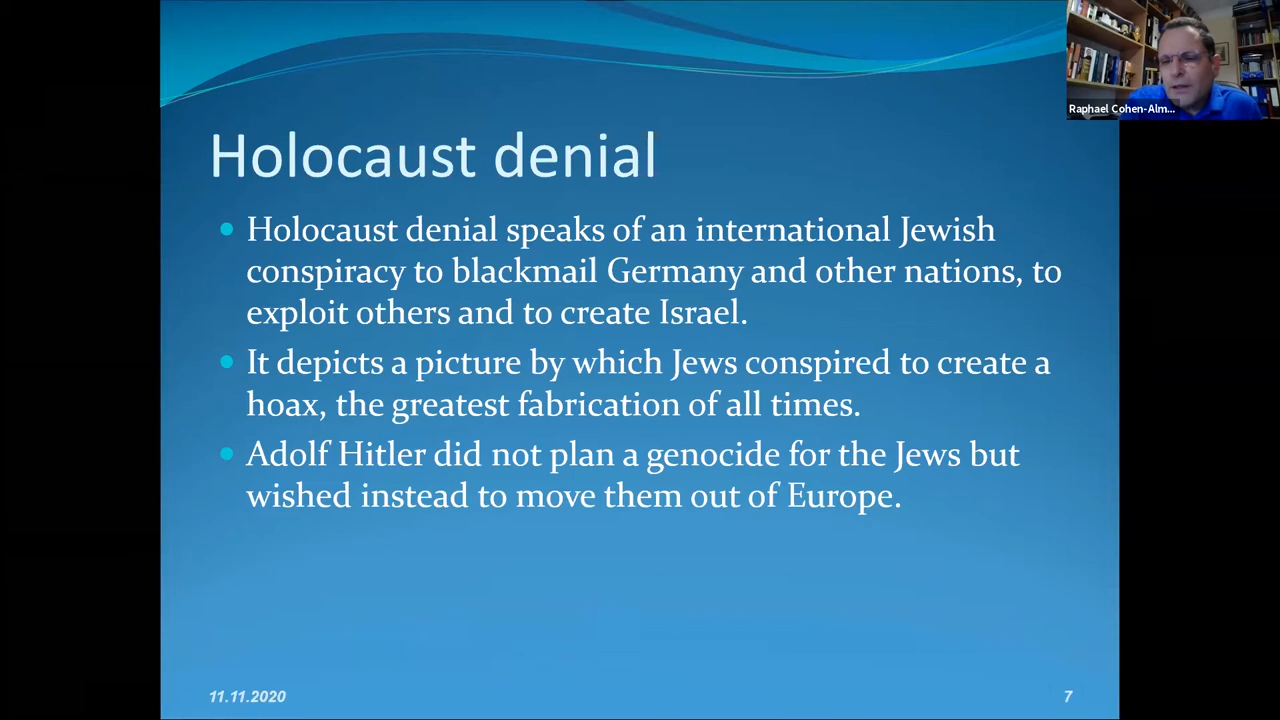 Raphael Cohen-Alm...
Holocaust denial
• Holocaust denial speaks of an international Jewish
conspiracy to blackmail Germany and other nations, to
exploit others and to create Israel.
• It depicts a picture by which Jews conspired to create a
hoax, the greatest fabrication of all times.
• Adolf Hitler did not plan a genocide for the Jews but
wished instead to move them out of Europe.
11.11.2020
7